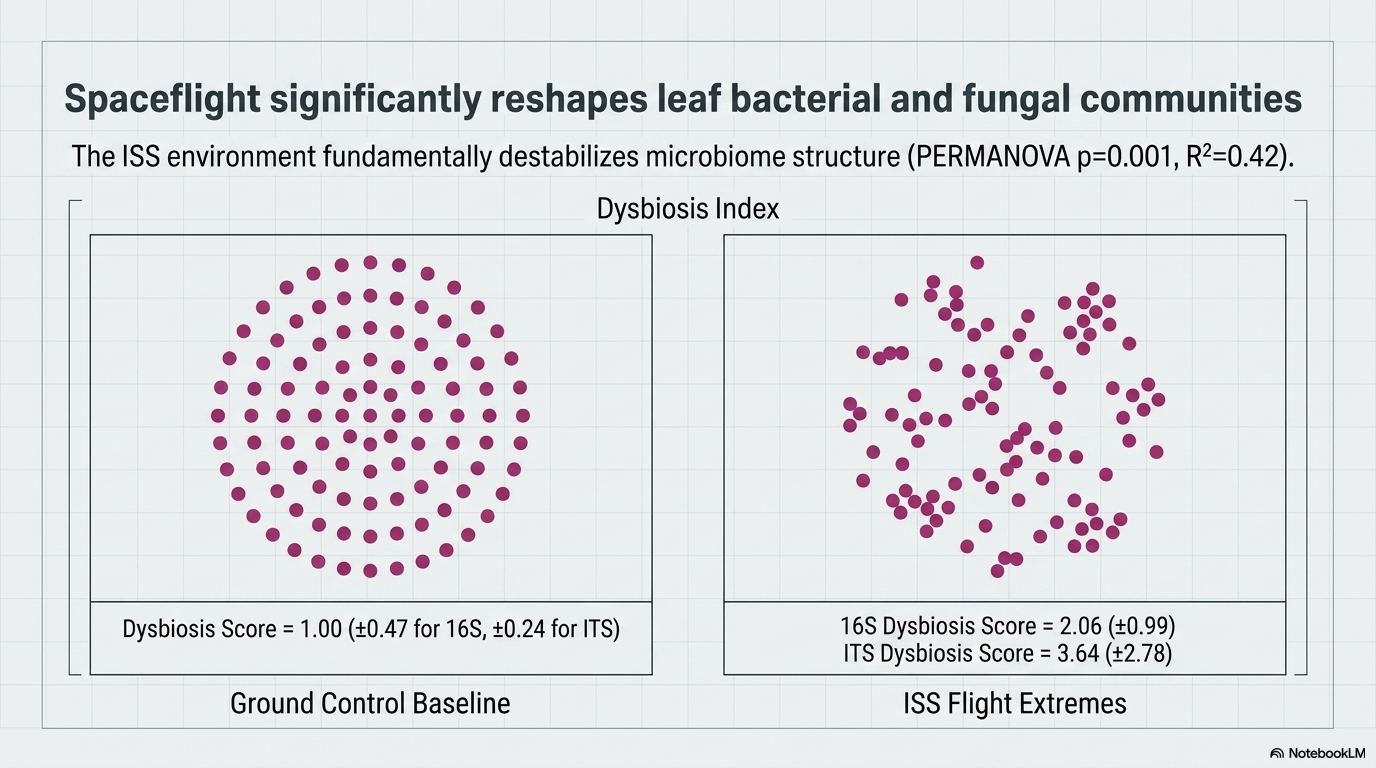 Spaceflight significantly reshapes leaf bacterial and fungal communities
The ISS environment fundamentally destabilizes microbiome structure (PERMANOVA p=0.001, R²=0.42).
Dysbiosis Index
Dysbiosis Score = 1.00 (±0.47 for 16S, ±0.24 for ITS)
Ground Control Baseline
16S Dysbiosis Score = 2.06 (±0.99)
ITS Dysbiosis Score = 3.64 (±2.78)
ISS Flight Extremes
NotebookLM